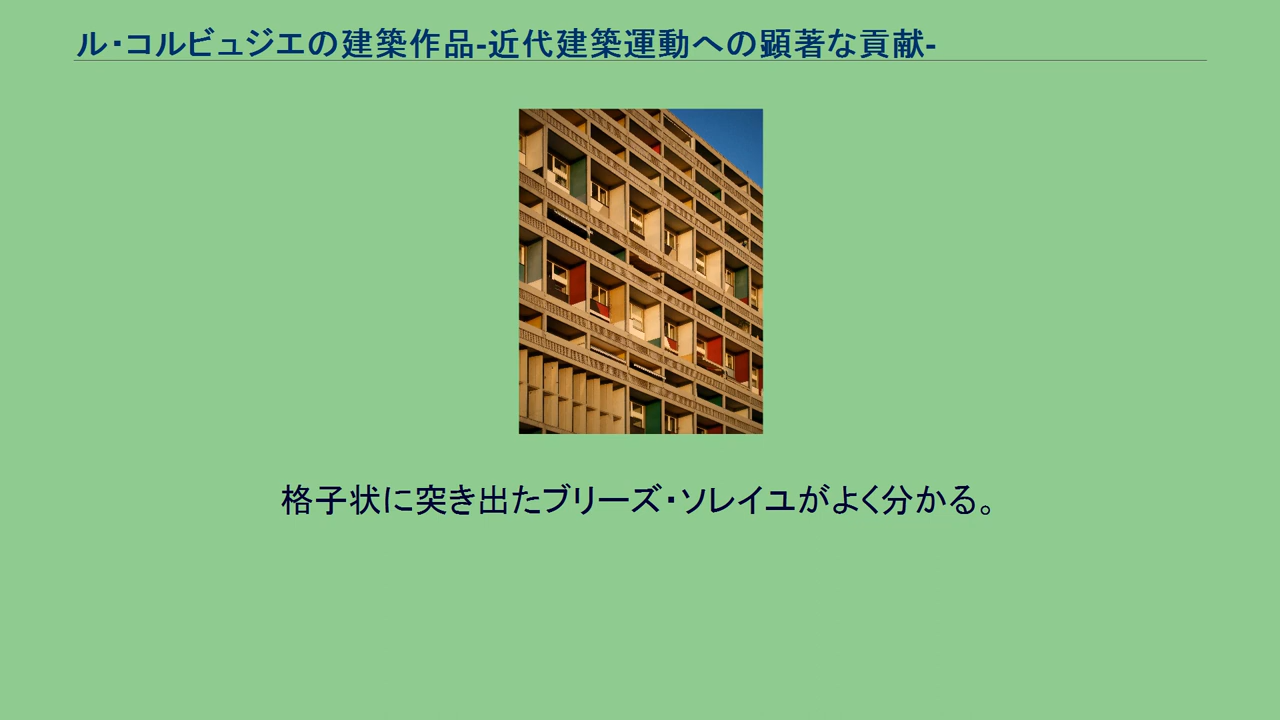 ル・コルビュジエの建築作品-近代建築運動への顕著な貢献-
格子状に突き出たブリーズ・ソレイユがよく分かる。